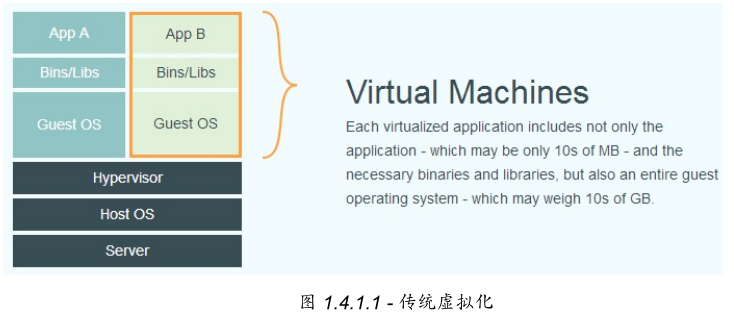 App A
App B
Bins/Libs
Bins/Libs
Guest OS
Guest OS
Hypervisor
Host OS
Server
Virtual Machines
Each virtualized application includes not only the
application - which may be only 10s of MB - and the
necessary binaries and libraries, but also an entire guest
operating system - which may weigh 10s of GB.
图 1.4.1.1 - 传统虚拟化